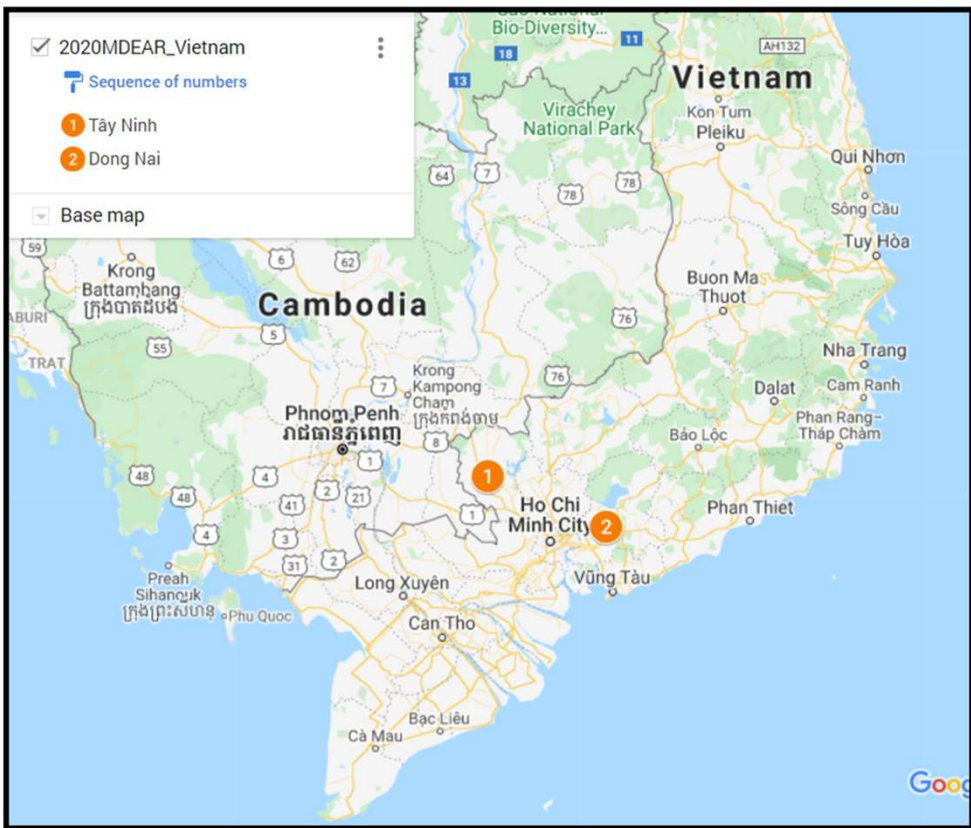 2020MDEAR_Vietnam
Sequence of numbers
1 Tây Ninh
2 Dong Nai
Base map
Bio-Diversity...
18
11
13
AH132
Vietnam
Virachey
National Park
Kon Tum
Pleiku
64
7
78
78
Qui Nhơn
Sông Cầu
59
6
62
Tuy Hòa
Krong
Battambang
ក្រុងបាត់ដំបង
Cambodia
Buon Ma
Thuot
76
ABURI
5
55
TRAT
Nha Trang
Krong
Kampong
Cham
ក្រុងកំពង់ចាម
7
76
Dalat
Cam Ranh
Phnom Penh
រាជធានីភ្នំពេញ
8
Phan Rang–
Tháp Chàm
Bảo Lộc
1
48
4
1
48
2
21
41
1
Ho Chi
Minh City
2
Phan Thiet
4
3
31
2
Preah
Sihanouk
ក្រុងព្រះសីហនុ
Phu Quoc
Long Xuyên
Vũng Tàu
Can Tho
Bạc Liêu
Cà Mau
Goog